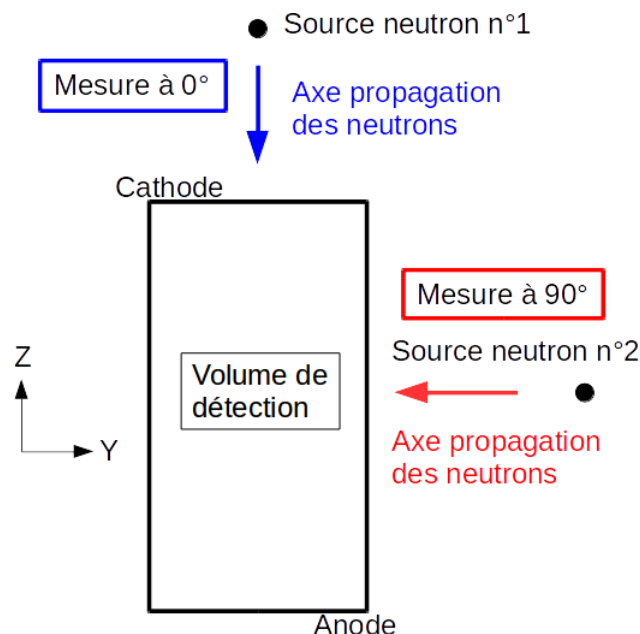 Source neutron n°1
Mesure à 0°
Axe propagation
des neutrons
Cathode
Mesure à 90°
Source neutron n°2
Z
Volume de
détection
Y
Axe propagation
des neutrons
Anode